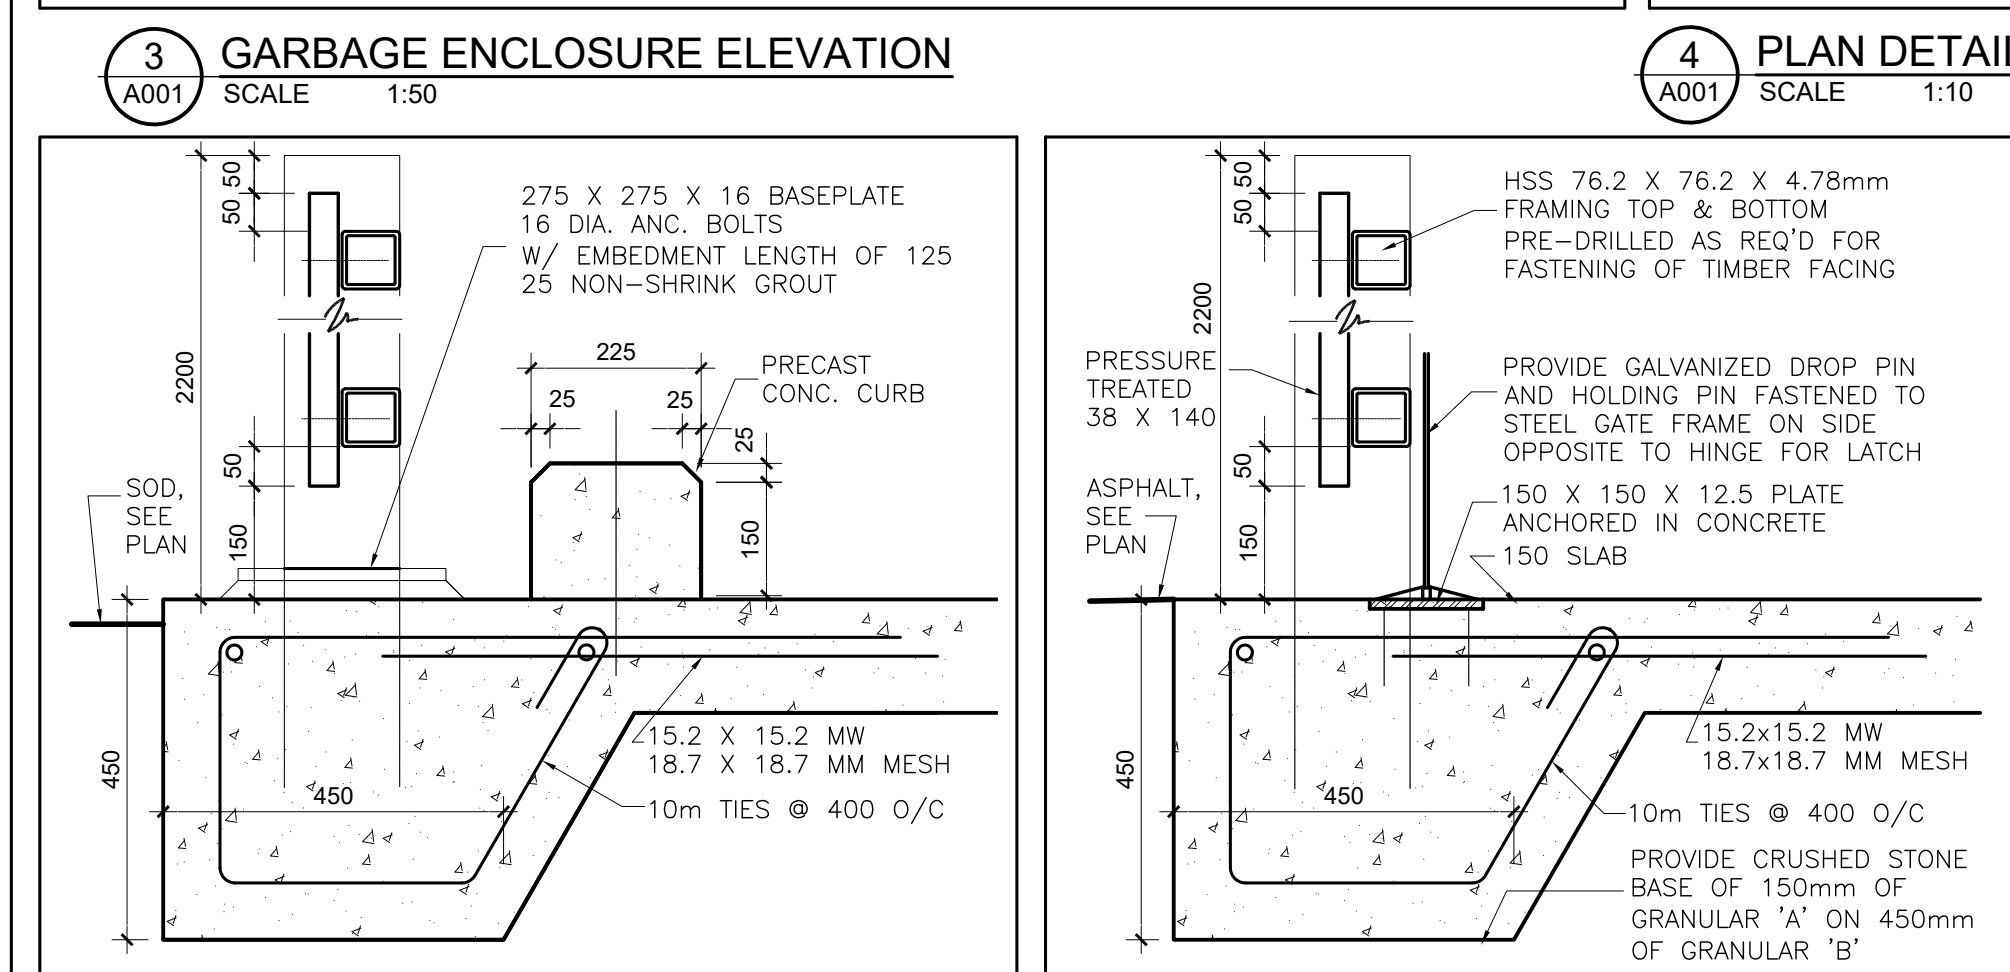 3
A001
GARBAGE ENCLOSURE ELEVATION
SCALE 1:50
4
A001
PLAN DETAIL
SCALE 1:10
50
50
2200
50
150
275 X 275 X 16 BASEPLATE
16 DIA. ANC. BOLTS
W/ EMBEDMENT LENGTH OF 125
25 NON-SHRINK GROUT
225
25
25
25
150
PRECAST
CONC. CURB
SOD,
SEE
PLAN
450
450
15.2 X 15.2 MW
18.7 X 18.7 MM MESH
10m TIES @ 400 O/C
50
50
2200
50
150
HSS 76.2 X 76.2 X 4.78mm
FRAMING TOP & BOTTOM
PRE-DRILLED AS REQ'D FOR
FASTENING OF TIMBER FACING
PRESSURE
TREATED
38 X 140
PROVIDE GALVANIZED DROP PIN
AND HOLDING PIN FASTENED TO
STEEL GATE FRAME ON SIDE
OPPOSITE TO HINGE FOR LATCH
ASPHALT,
SEE
PLAN
150 X 150 X 12.5 PLATE
ANCHORED IN CONCRETE
150 SLAB
450
450
15.2x15.2 MW
18.7x18.7 MM MESH
10m TIES @ 400 O/C
PROVIDE CRUSHED STONE
BASE OF 150mm OF
GRANULAR 'A' ON 450mm
OF GRANULAR 'B'